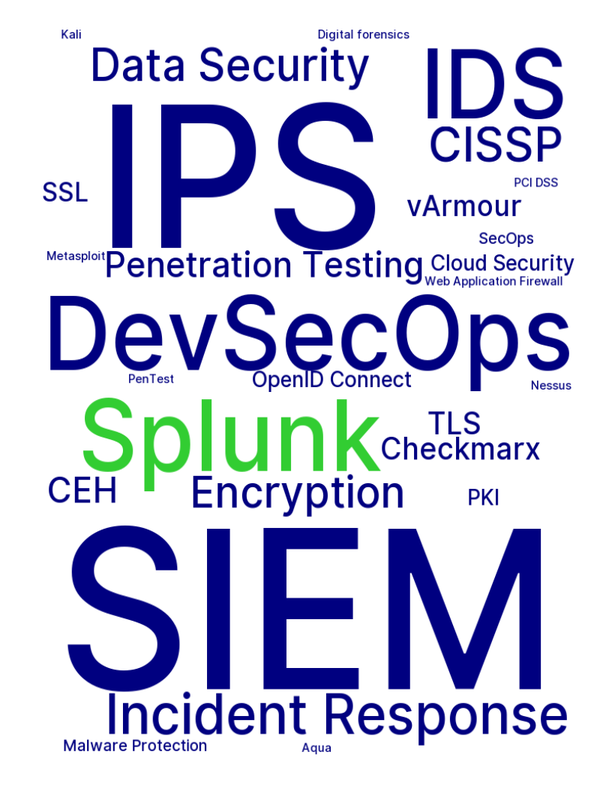 Kali
Digital forensics
Data Security
IDS
IPS
CISSP
SSL
PCI DSS
vArmour
SecOps
Metasploit
Penetration Testing
Cloud Security
Web Application Firewall
DevSecOps
PenTest
OpenID Connect
Nessus
Splunk
TLS
Checkmarx
CEH
Encryption
PKI
SIEM
Incident Response
Malware Protection
Aqua